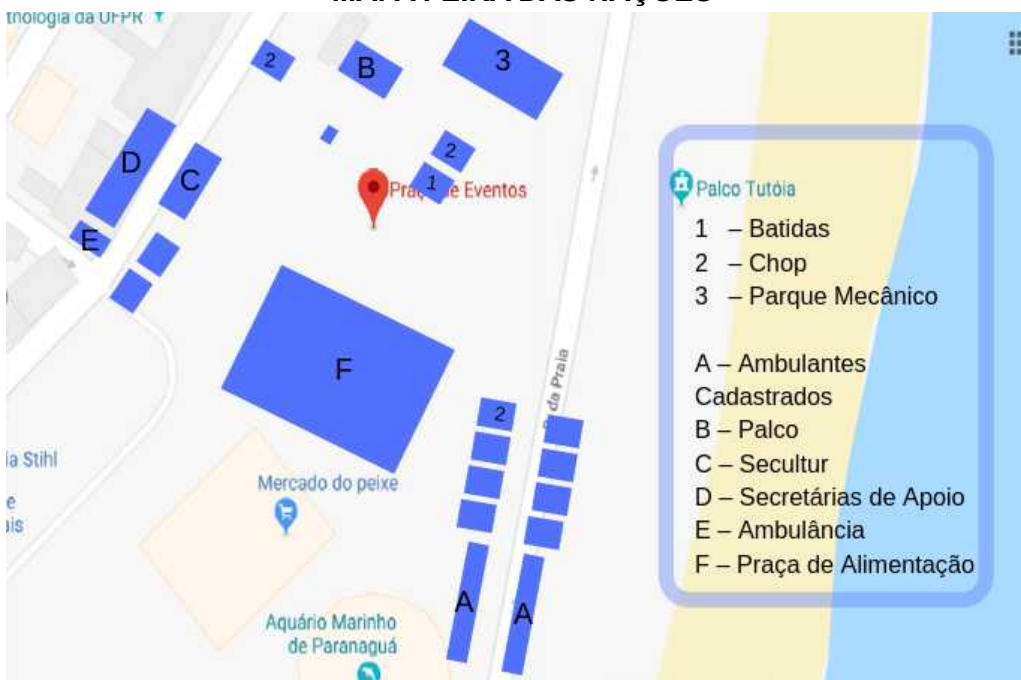 tnologia da UFPR
2
B
3
D
C
2
1
Praça de Eventos
E
F
2
da Praia
ia Stihl
e
ais
Mercado do peixe
A
A
Aquário Marinho
de Paranaguá
Palco Tutóia
1 – Batidas
2 – Chop
3 – Parque Mecânico
A – Ambulantes
Cadastrados
B – Palco
C – Secultur
D – Secretárias de Apoio
E – Ambulância
F – Praça de Alimentação